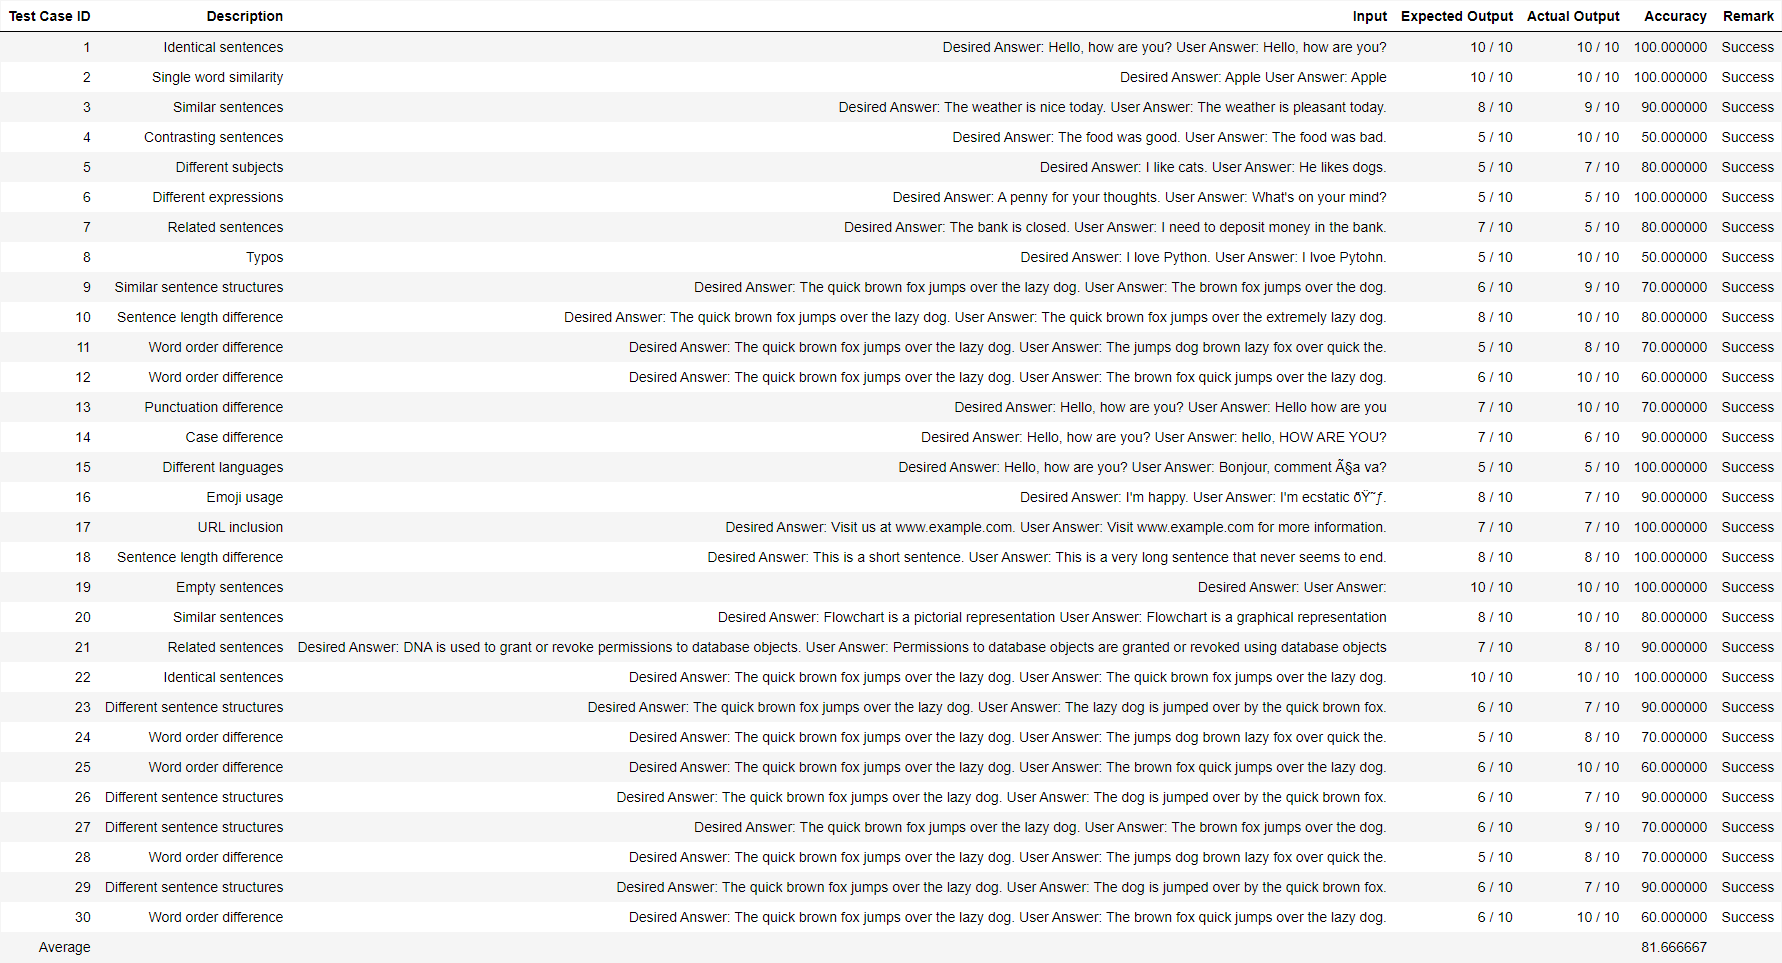 Test Case ID Description Input Expected Output Actual Output Accuracy Remark
1 Identical sentences Desired Answer: Hello, how are you? User Answer: Hello, how are you? 10 / 10 10 / 10 100.000000 Success
2 Single word similarity Desired Answer: Apple User Answer: Apple 10 / 10 10 / 10 100.000000 Success
3 Similar sentences Desired Answer: The weather is nice today. User Answer: The weather is pleasant today. 8 / 10 9 / 10 90.000000 Success
4 Contrasting sentences Desired Answer: The food was good. User Answer: The food was bad. 5 / 10 10 / 10 50.000000 Success
5 Different subjects Desired Answer: I like cats. User Answer: He likes dogs. 5 / 10 7 / 10 80.000000 Success
6 Different expressions Desired Answer: A penny for your thoughts. User Answer: What's on your mind? 5 / 10 5 / 10 100.000000 Success
7 Related sentences Desired Answer: The bank is closed. User Answer: I need to deposit money in the bank. 7 / 10 5 / 10 80.000000 Success
8 Typos Desired Answer: I love Python. User Answer: I lvoe Pytohn. 5 / 10 10 / 10 50.000000 Success
9 Similar sentence structures Desired Answer: The quick brown fox jumps over the lazy dog. User Answer: The brown fox jumps over the dog. 6 / 10 9 / 10 70.000000 Success
10 Sentence length difference Desired Answer: The quick brown fox jumps over the lazy dog. User Answer: The quick brown fox jumps over the extremely lazy dog. 8 / 10 10 / 10 80.000000 Success
11 Word order difference Desired Answer: The quick brown fox jumps over the lazy dog. User Answer: The jumps dog brown lazy fox over quick the. 5 / 10 8 / 10 70.000000 Success
12 Word order difference Desired Answer: The quick brown fox jumps over the lazy dog. User Answer: The brown fox quick jumps over the lazy dog. 6 / 10 10 / 10 60.000000 Success
13 Punctuation difference Desired Answer: Hello, how are you? User Answer: Hello how are you 7 / 10 10 / 10 70.000000 Success
14 Case difference Desired Answer: Hello, how are you? User Answer: hello, HOW ARE YOU? 7 / 10 6 / 10 90.000000 Success
15 Different languages Desired Answer: Hello, how are you? User Answer: Bonjour, comment Ã§a va? 5 / 10 5 / 10 100.000000 Success
16 Emoji usage Desired Answer: I'm happy. User Answer: I'm ecstatic ðŸ˜ƒ. 8 / 10 7 / 10 90.000000 Success
17 URL inclusion Desired Answer: Visit us at www.example.com. User Answer: Visit www.example.com for more information. 7 / 10 7 / 10 100.000000 Success
18 Sentence length difference Desired Answer: This is a short sentence. User Answer: This is a very long sentence that never seems to end. 8 / 10 8 / 10 100.000000 Success
19 Empty sentences Desired Answer: User Answer: 10 / 10 10 / 10 100.000000 Success
20 Similar sentences Desired Answer: Flowchart is a pictorial representation User Answer: Flowchart is a graphical representation 8 / 10 10 / 10 80.000000 Success
21 Related sentences Desired Answer: DNA is used to grant or revoke permissions to database objects. User Answer: Permissions to database objects are granted or revoked using database objects 7 / 10 8 / 10 90.000000 Success
22 Identical sentences Desired Answer: The quick brown fox jumps over the lazy dog. User Answer: The quick brown fox jumps over the lazy dog. 10 / 10 10 / 10 100.000000 Success
23 Different sentence structures Desired Answer: The quick brown fox jumps over the lazy dog. User Answer: The lazy dog is jumped over by the quick brown fox. 6 / 10 7 / 10 90.000000 Success
24 Word order difference Desired Answer: The quick brown fox jumps over the lazy dog. User Answer: The jumps dog brown lazy fox over quick the. 5 / 10 8 / 10 70.000000 Success
25 Word order difference Desired Answer: The quick brown fox jumps over the lazy dog. User Answer: The brown fox quick jumps over the lazy dog. 6 / 10 10 / 10 60.000000 Success
26 Different sentence structures Desired Answer: The quick brown fox jumps over the lazy dog. User Answer: The dog is jumped over by the quick brown fox. 6 / 10 7 / 10 90.000000 Success
27 Different sentence structures Desired Answer: The quick brown fox jumps over the lazy dog. User Answer: The brown fox jumps over the dog. 6 / 10 9 / 10 70.000000 Success
28 Word order difference Desired Answer: The quick brown fox jumps over the lazy dog. User Answer: The jumps dog brown lazy fox over quick the. 5 / 10 8 / 10 70.000000 Success
29 Different sentence structures Desired Answer: The quick brown fox jumps over the lazy dog. User Answer: The dog is jumped over by the quick brown fox. 6 / 10 7 / 10 90.000000 Success
30 Word order difference Desired Answer: The quick brown fox jumps over the lazy dog. User Answer: The brown fox quick jumps over the lazy dog. 6 / 10 10 / 10 60.000000 Success
Average 81.666667